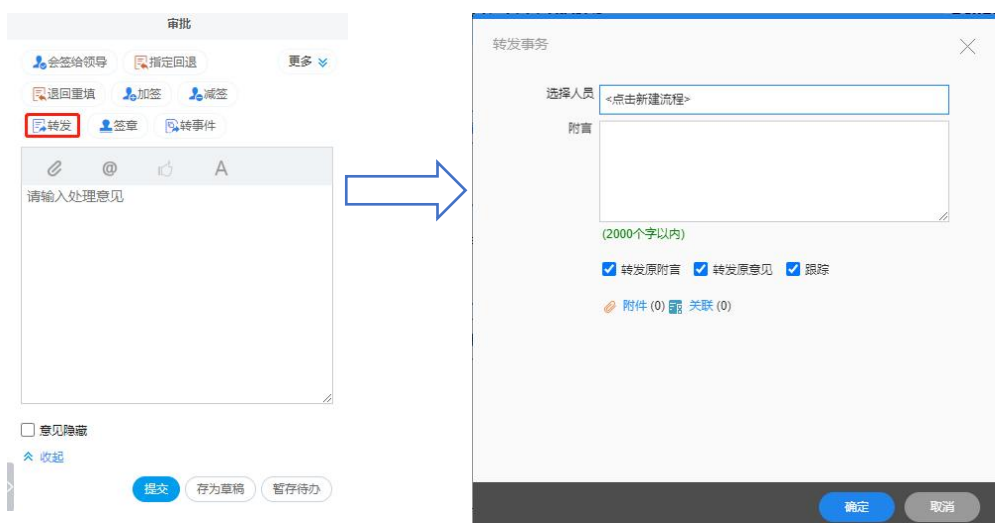 审批
会签给领导 指定回退 更多
退回重填 加签 减签
转发 签章 转事件
@ A
请输入处理意见
意见隐藏
收起
提交 存为草稿 暂存待办
转发事务
选择人员 <点击新建流程>
附言
(2000个字以内)
转发原附言 转发原意见 跟踪
附件 (0) 关联 (0)
确定 取消